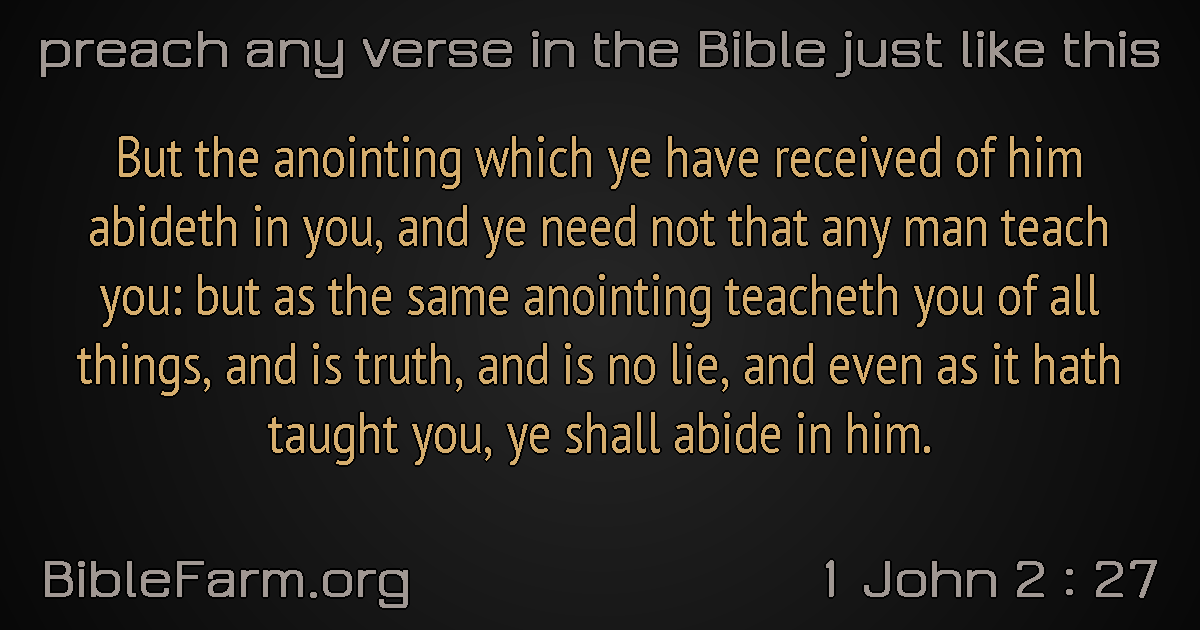 preach any verse in the Bible just like this
But the anointing which ye have received of him
abideth in you, and ye need not that any man teach
you: but as the same anointing teacheth you of all
things, and is truth, and is no lie, and even as it hath
taught you, ye shall abide in him.
BibleFarm.org
1 John 2 : 27